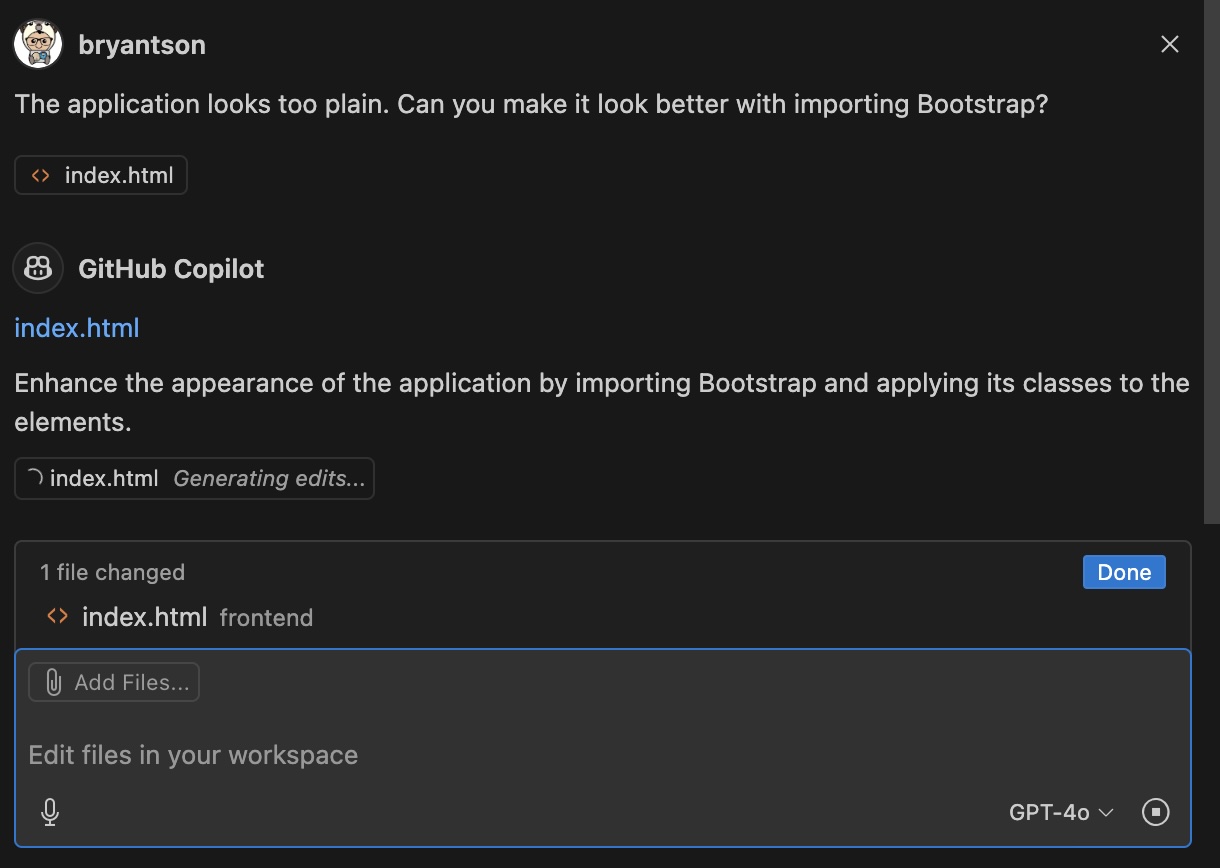 bryantson
The application looks too plain. Can you make it look better with importing Bootstrap?
index.html
GitHub Copilot
index.html
Enhance the appearance of the application by importing Bootstrap and applying its classes to the
elements.
index.html Generating edits...
1 file changed
Done
index.html frontend
Add Files...
Edit files in your workspace
GPT-4o